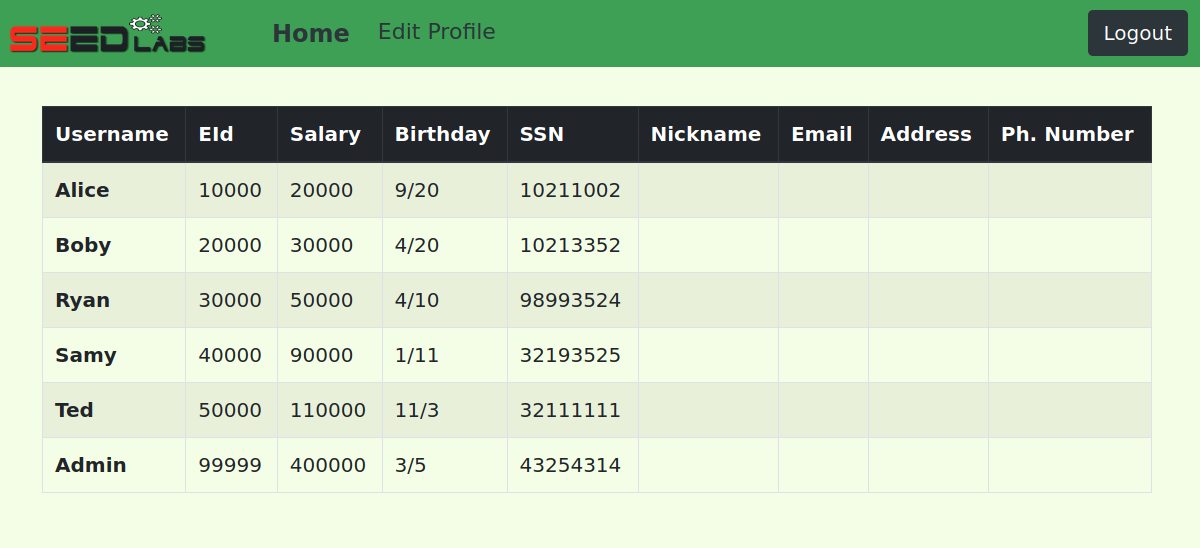 SEED LABS Home Edit Profile Logout
Username EId Salary Birthday SSN Nickname Email Address Ph. Number
Alice 10000 20000 9/20 10211002
Boby 20000 30000 4/20 10213352
Ryan 30000 50000 4/10 98993524
Samy 40000 90000 1/11 32193525
Ted 50000 110000 11/3 32111111
Admin 99999 400000 3/5 43254314